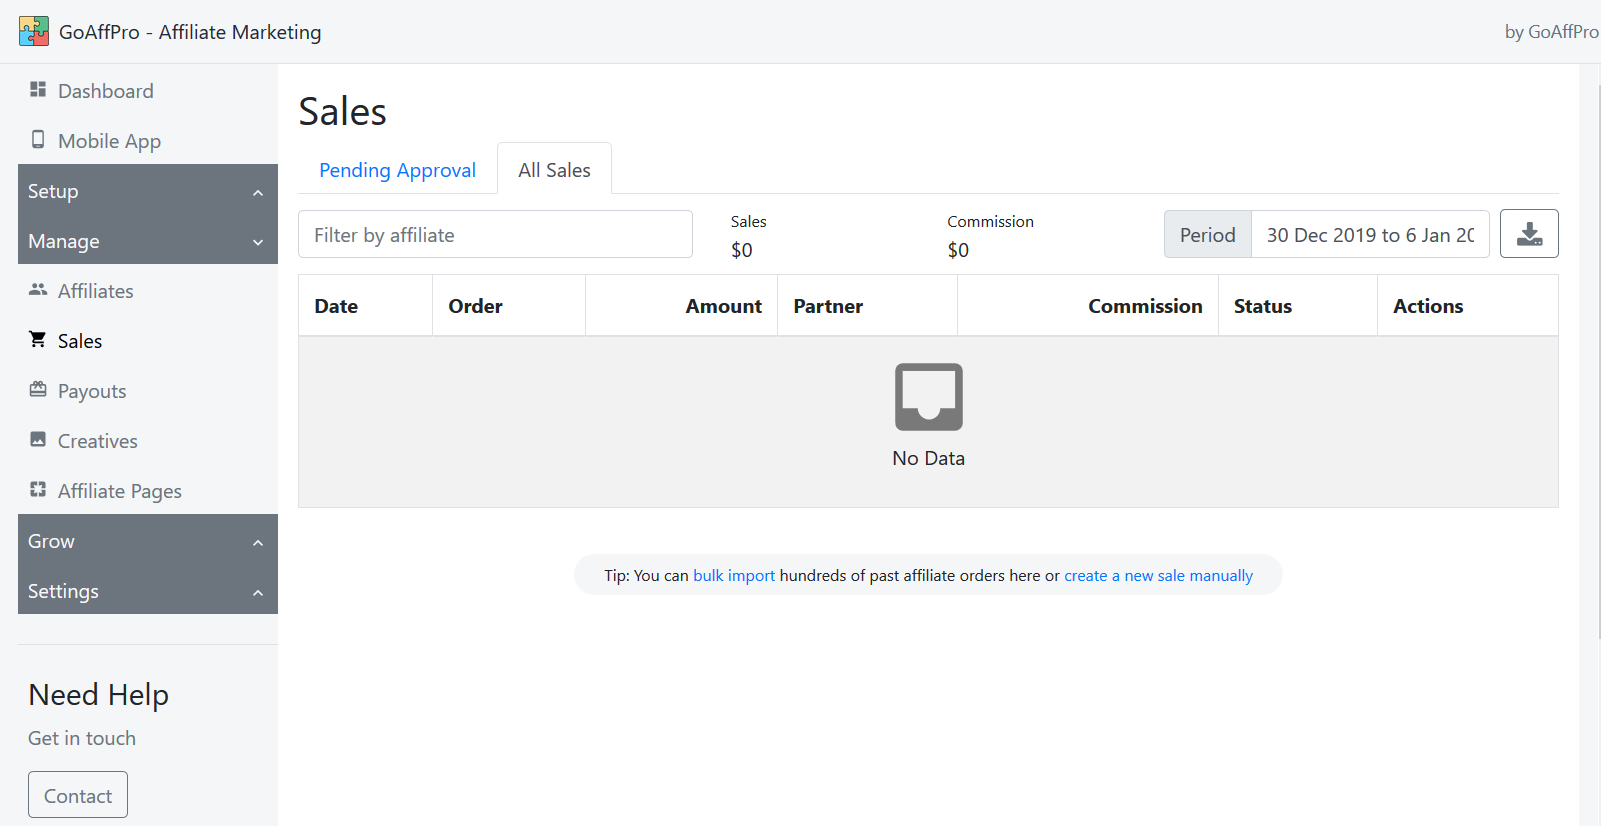 GoAffPro - Affiliate Marketing
by GoAffPro
Dashboard
Mobile App
Setup
Manage
Affiliates
Sales
Payouts
Creatives
Affiliate Pages
Grow
Settings
Need Help
Get in touch
Contact
Sales
Pending Approval
All Sales
Filter by affiliate
Sales
$0
Commission
$0
Period
30 Dec 2019 to 6 Jan 20
Date Order Amount Partner Commission Status Actions
No Data
Tip: You can bulk import hundreds of past affiliate orders here or create a new sale manually